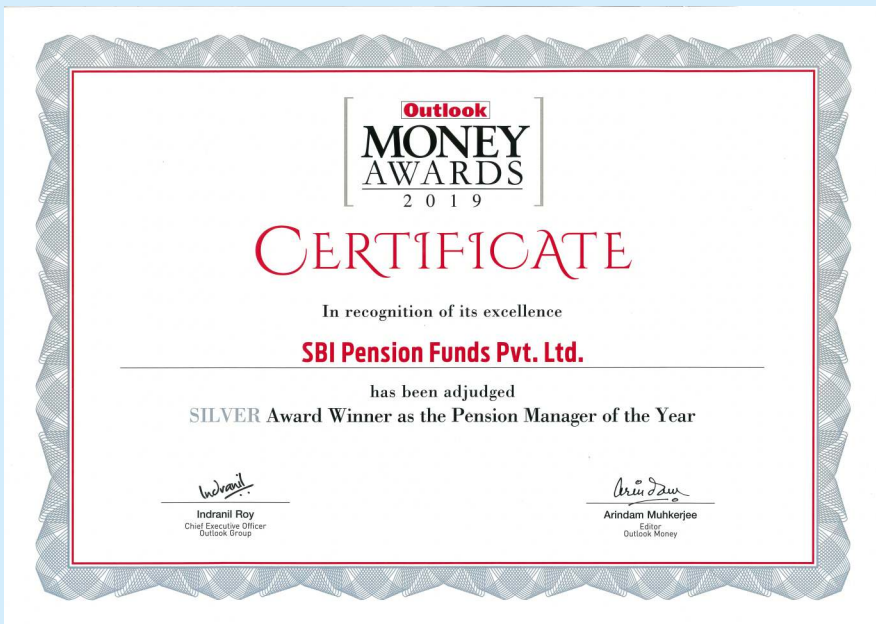 Outlook
MONEY
AWARDS
2019
CERTIFICATE
In recognition of its excellence
SBI Pension Funds Pvt. Ltd.
has been adjudged
SILVER Award Winner as the Pension Manager of the Year
Indranil
Arindam
Indranil Roy
Arindam Muhkerjee
Chief Executive Officer
Editor
Outlook Group
Outlook Money